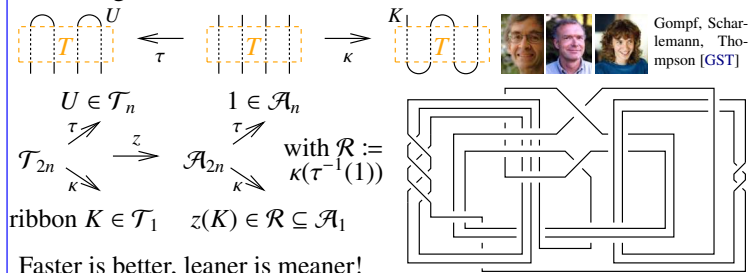 U
K
T
τ
T
κ
T
Gompf, Schar-
lemann, Tho-
mpson [GST]
U ∈ 𝒯ₙ
1 ∈ 𝒜ₙ
τ
z
τ
𝒯₂ₙ
𝒜₂ₙ
with ℛ :=
κ(τ⁻¹(1))
κ
κ
ribbon K ∈ 𝒯₁
z(K) ∈ ℛ ⊆ 𝒜₁
Faster is better, leaner is meaner!